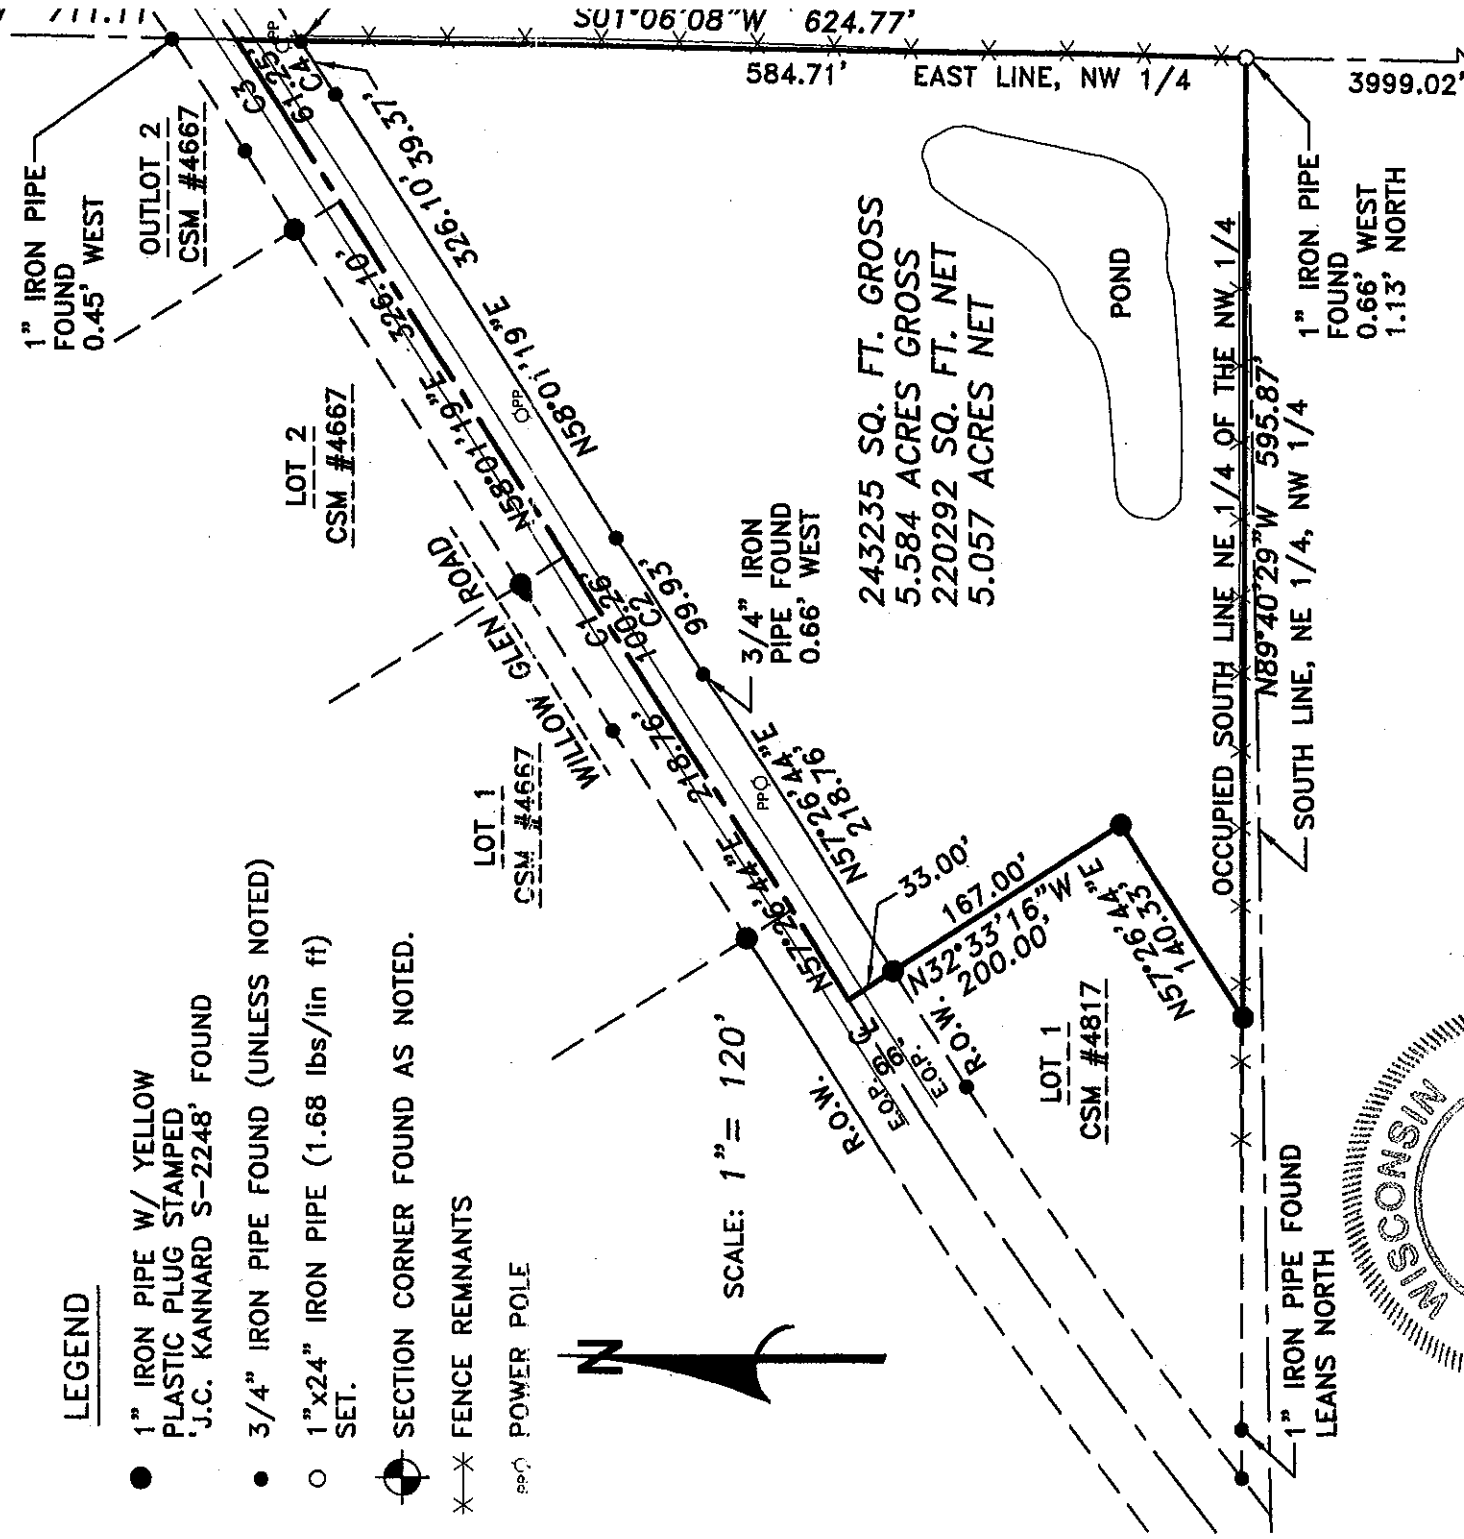 LEGEND
1" IRON PIPE W/ YELLOW
PLASTIC PLUG STAMPED
'J.C. KANNARD S-2248' FOUND
3/4" IRON PIPE FOUND (UNLESS NOTED)
1"x24" IRON PIPE (1.68 lbs/lin ft)
SET.
SECTION CORNER FOUND AS NOTED.
FENCE REMNANTS
PP POWER POLE
N
SCALE: 1"= 120'
1" IRON PIPE
FOUND
0.45' WEST
OUTLOT 2
CSM #4667
LOT 2
CSM #4667
LOT 1
CSM #4667
WILLOW GLEN ROAD
711.11
S01°06'08"W 624.77'
584.71'
EAST LINE, NW 1/4
3999.02'
C3
61.25'
C4
PP
39.37'
326.10'
N58°01'19"E
N58°01'19"E
326.10'
PP
C1
100.26'
C2
99.93'
3/4" IRON
PIPE FOUND
0.66' WEST
218.76'
N57°26'44"E
N57°26'44"E
218.76'
PP
33.00'
167.00'
N32°33'16"W
200.00'
N57°26'44"E
140.33'
R.O.W.
E.O.P.
66'
E.O.P.
R.O.W.
LOT 1
CSM #4817
243235 SQ. FT. GROSS
5.584 ACRES GROSS
220292 SQ. FT. NET
5.057 ACRES NET
POND
OCCUPIED SOUTH LINE NE 1/4 OF THE NW 1/4
N89°40'29"W 595.87'
SOUTH LINE, NE 1/4, NW 1/4
1" IRON PIPE
FOUND
0.66' WEST
1.13' NORTH
1" IRON PIPE FOUND
LEANS NORTH
WISCONSIN